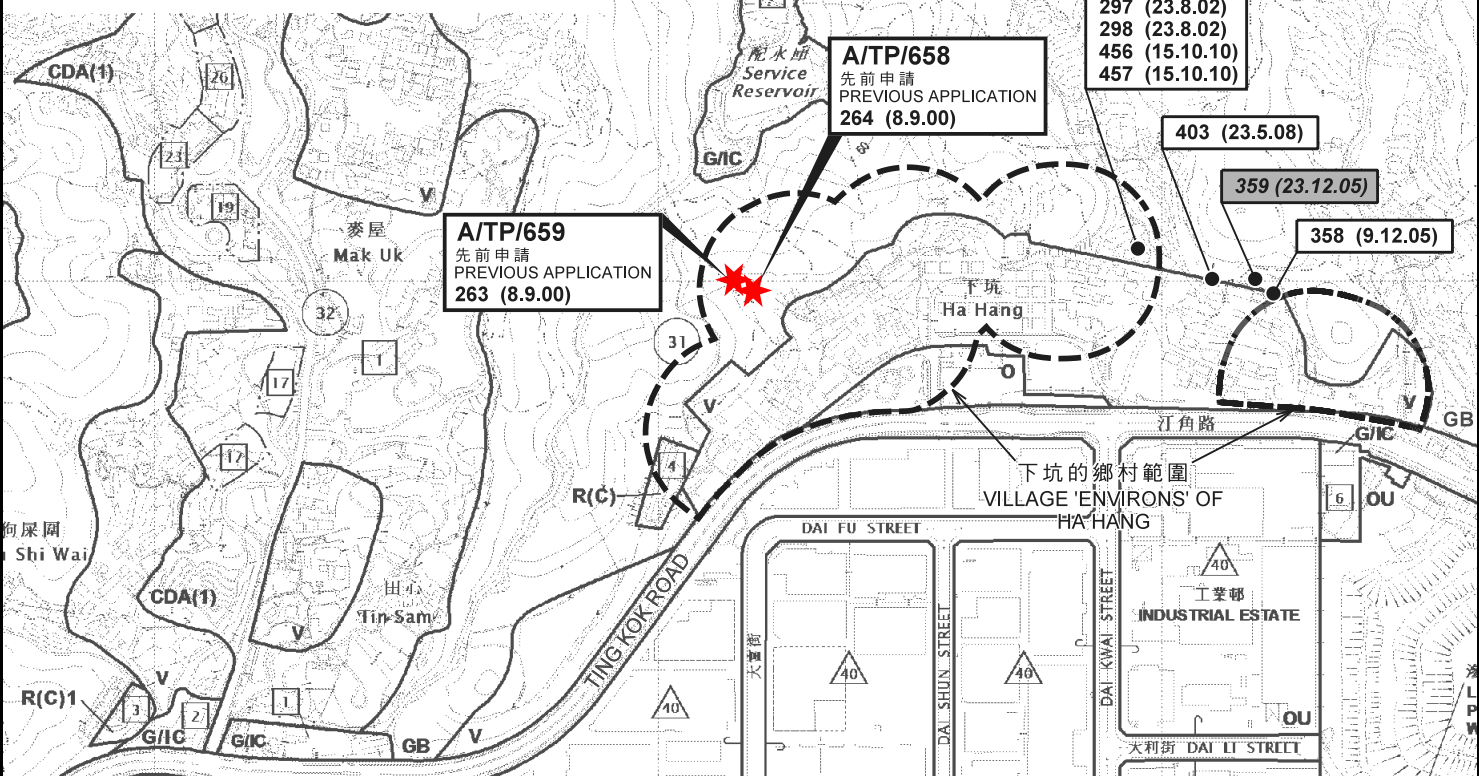 297 (23.8.02)
298 (23.8.02)
456 (15.10.10)
457 (15.10.10)
A/TP/658
先前申請
PREVIOUS APPLICATION
264 (8.9.00)
配水庫
Service
Reservoir
CDA(1)
26
60
403 (23.5.08)
G/IC
23
359 (23.12.05)
V
19
A/TP/659
先前申請
PREVIOUS APPLICATION
263 (8.9.00)
麥屋
Mak Uk
358 (9.12.05)
下坑
Ha Hang
32
31
1
17
O
V
V
GB
汀角路
G/IC
17
4
下坑的鄉村範圍
VILLAGE 'ENVIRONS' OF
HA HANG
R(C)
6
OU
DAI FU STREET
狗屎園
Shi Wai
40
工業邨
INDUSTRIAL ESTATE
CDA(1)
田心
Tin Sam
TING KOK ROAD
DAI KWAI STREET
DAI SHUN STREET
大富街
V
40
40
40
V
R(C)1
3
2
1
G/IC
G/IC
GB
V
OU
大利街 DAI LI STREET